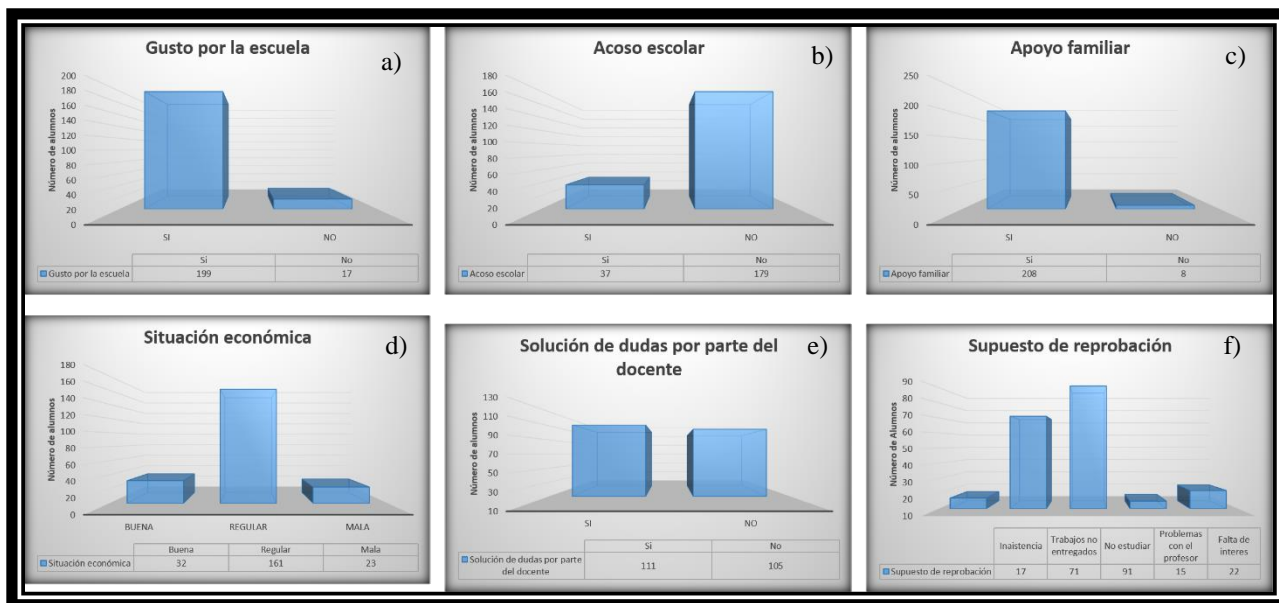 Gusto por la escuela
a)
Número de alumnos
200
180
160
140
120
100
80
60
40
20
0
SI NO
Si No
Gusto por la escuela 199 17
Acoso escolar
b)
Número de alumnos
180
160
140
120
100
80
60
40
20
0
SI NO
Si No
Acoso escolar 37 179
Apoyo familiar
c)
Número de alumnos
250
200
150
100
50
0
SI NO
Si No
Apoyo familiar 208 8
Situación económica
d)
Número de alumnos
180
160
140
120
100
80
60
40
20
0
BUENA REGULAR MALA
Buena Regular Mala
Situación económica 32 161 23
Solución de dudas por parte del
docente
e)
Número de alumnos
130
110
90
70
50
30
10
SI NO
Si No
Solución de dudas por parte
del docente 111 105
Supuesto de reprobación
f)
Número de Alumnos
90
80
70
60
50
40
30
20
10
Inaistencia Trabajos no
entregados No estudiar Problemas
con el
profesor Falta de
interes
Supuesto de reprobación 17 71 91 15 22